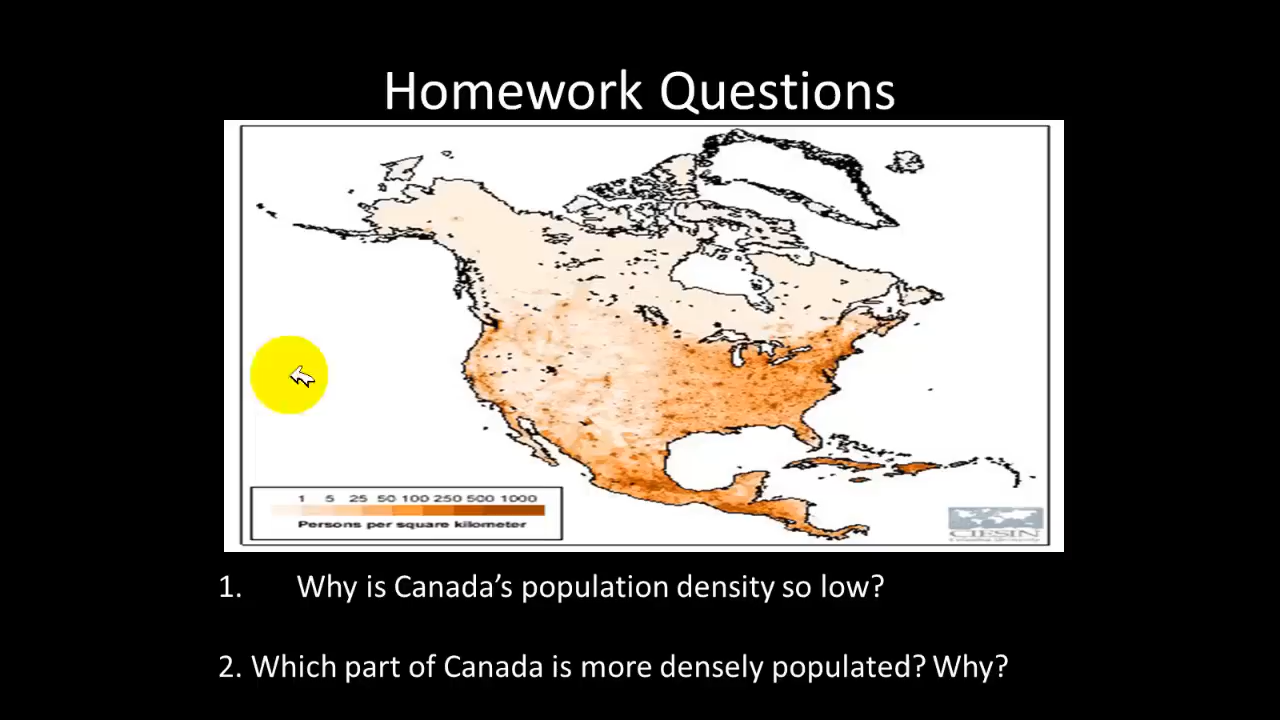 Homework Questions
1 5 25 50 100 250 500 1000
Persons per square kilometer
CIESIN
1. Why is Canada’s population density so low?
2. Which part of Canada is more densely populated? Why?